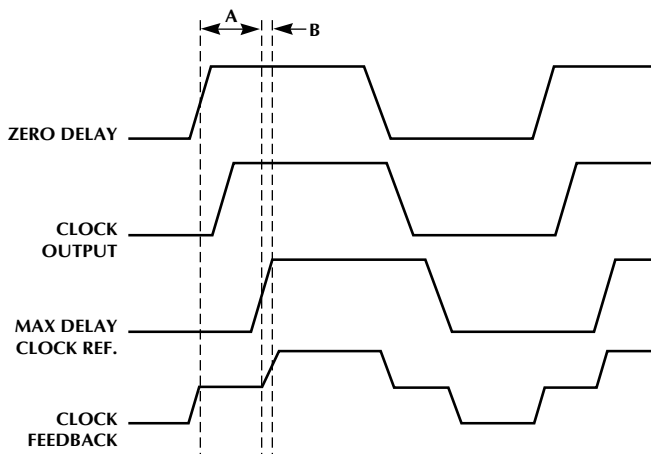 A
B
ZERO DELAY
CLOCK
OUTPUT
MAX DELAY
CLOCK REF.
CLOCK
FEEDBACK